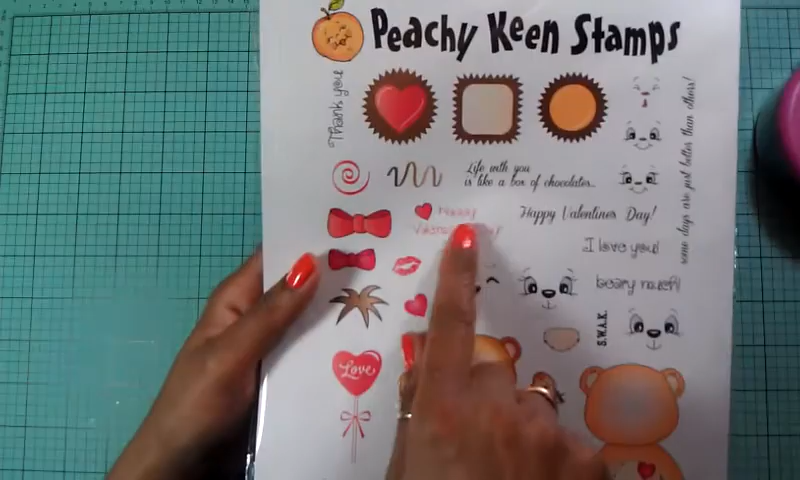 Peachy Keen Stamps
Thank you
some days are just better than others!
Life with you
is like a box of chocolates...
Happy
Happy Valentines Day!
I love you!
beary much!
S.W.A.K.
Love